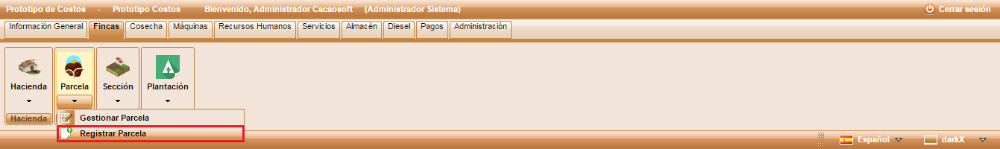 Prototipo de Costos - Prototipo Costos Bienvenido, Administrador Cacaosoft (Administrador Sistema) Cerrar sesión
Información General Fincas Cosecha Máquinas Recursos Humanos Servicios Almacén Diesel Pagos Administración
Hacienda Parcela Sección Plantación
Hacienda
Gestionar Parcela
Registrar Parcela
Español darkX